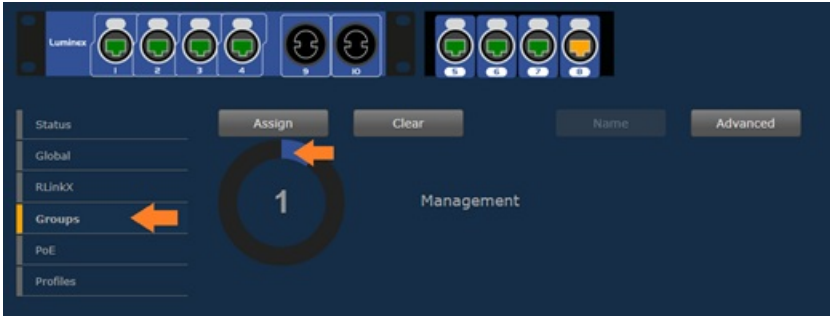 Luminex
1 2 3 4 9 10 5 6 7 8
Assign Clear Name Advanced
Status
Global
RLinkX
Groups
PoE
Profiles
1
Management